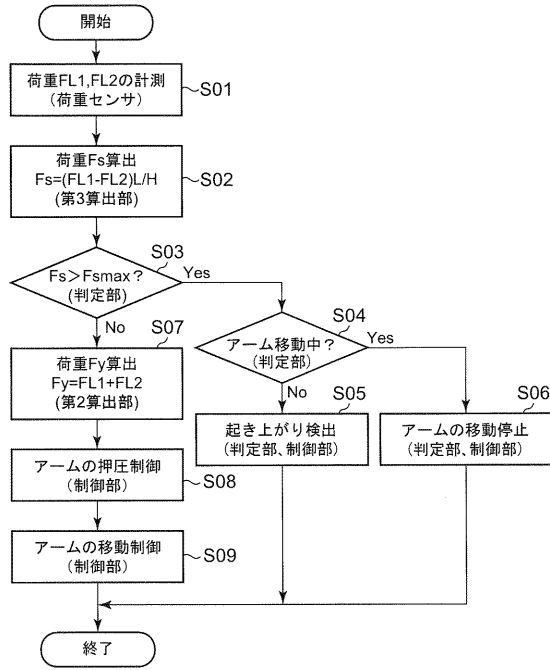 開始
荷重FL1,FL2の計測
(荷重センサ)
S01
荷重Fs算出
Fs=(FL1-FL2)L/H
(第3算出部)
S02
S03
Fs>Fsmax?
(判定部)
Yes
No
S04
アーム移動中?
(判定部)
Yes
No
S07
荷重Fy算出
Fy=FL1+FL2
(第2算出部)
S05
起き上がり検出
(判定部、制御部)
S06
アームの移動停止
(判定部、制御部)
アームの押圧制御
(制御部)
S08
アームの移動制御
(制御部)
S09
終了